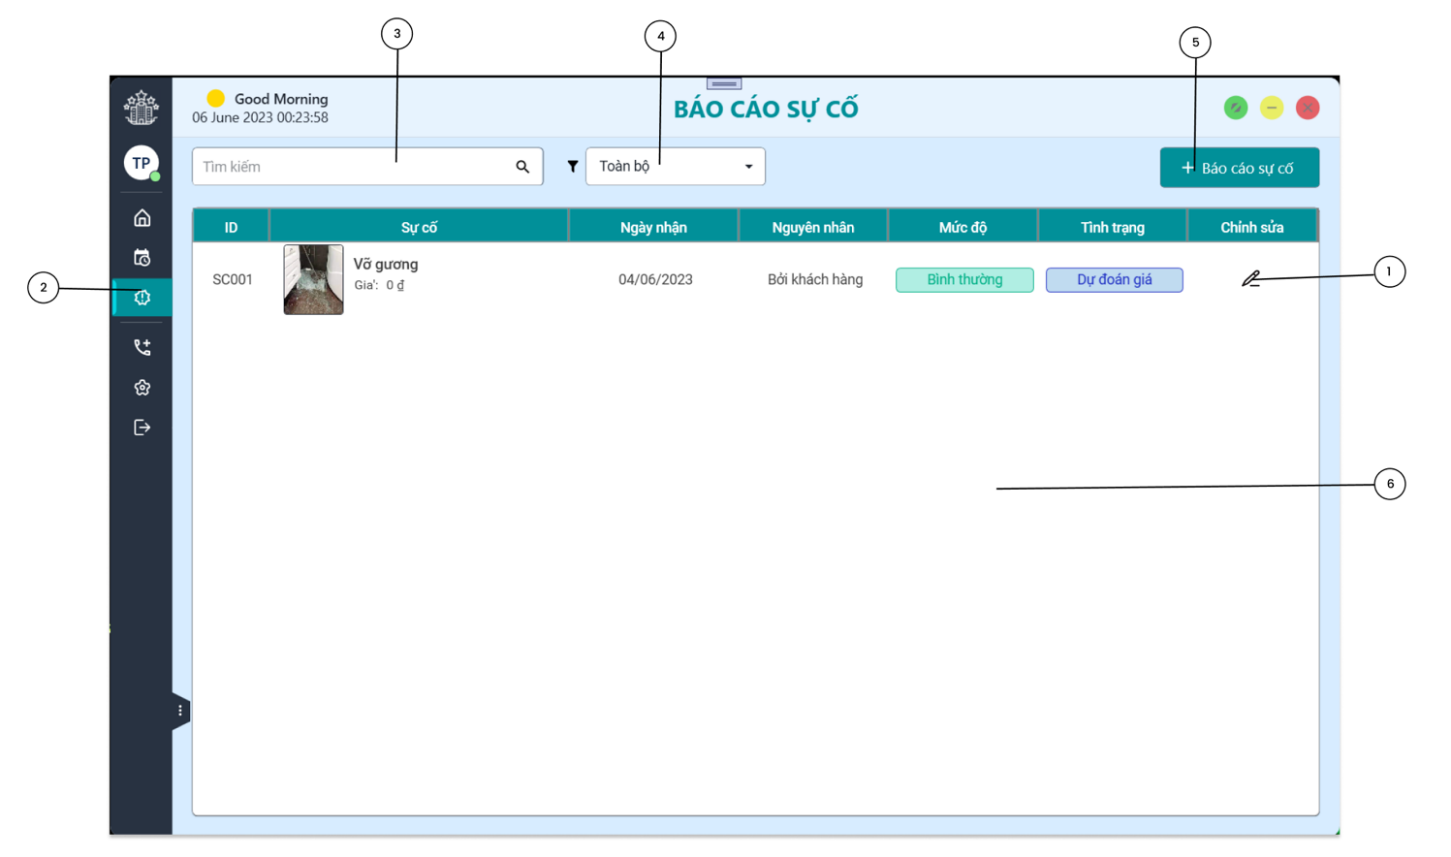 3
4
5
Good Morning
06 June 2023 00:23:58
BÁO CÁO SỰ CỐ
TP
Tìm kiếm
Toàn bộ
+ Báo cáo sự cố
ID Sự cố Ngày nhận Nguyên nhân Mức độ Tình trạng Chỉnh sửa
SC001 Vỡ gương 04/06/2023 Bởi khách hàng Bình thường Dự đoán giá
Gia': 0 ₫
1
2
6